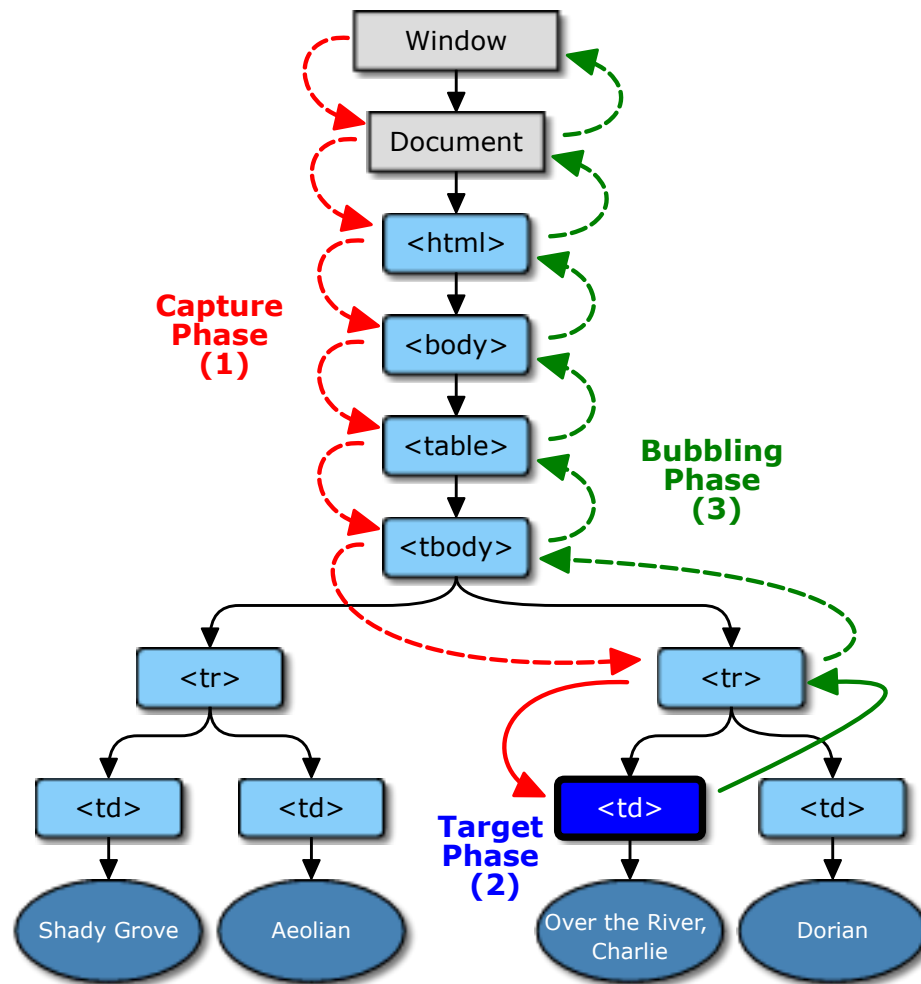 Window
Document
<html>
Capture
Phase
(1)
<body>
<table>
Bubbling
Phase
(3)
<tbody>
<tr>
<tr>
<td>
<td>
<td>
<td>
Target
Phase
(2)
Shady Grove
Aeolian
Over the River,
Charlie
Dorian